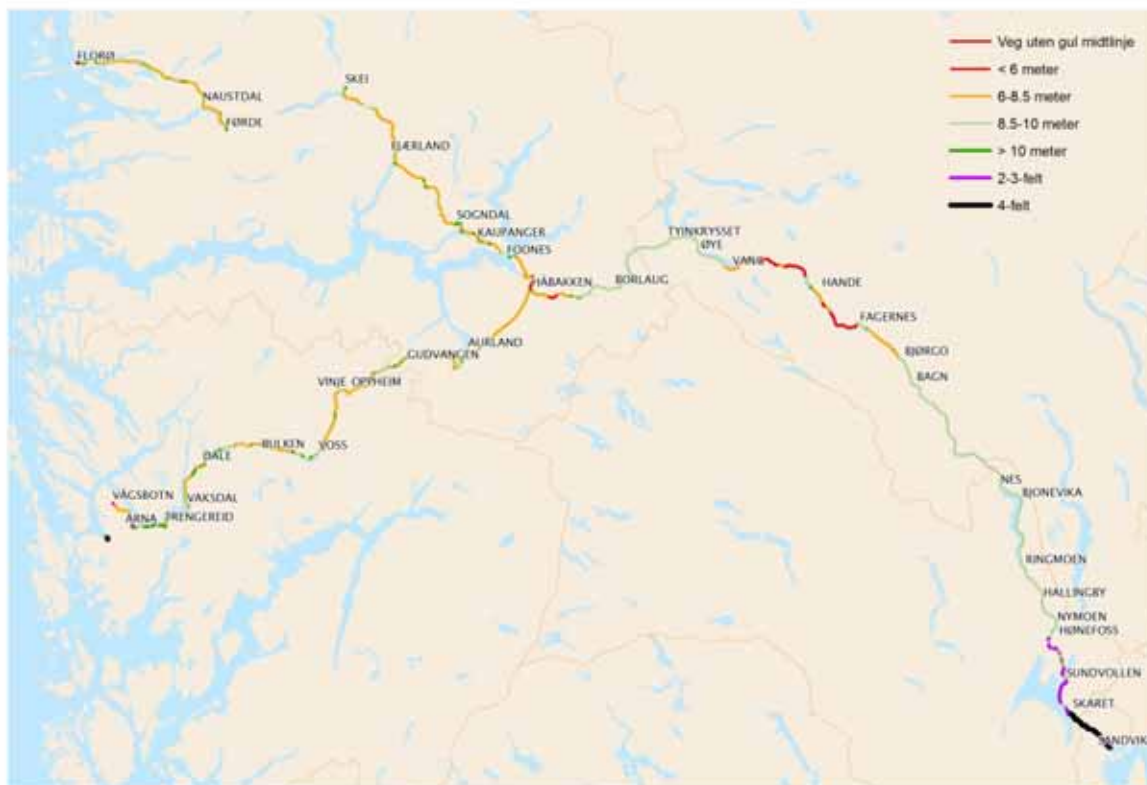 Veg uten gul midtlinje
< 6 meter
6-8.5 meter
8.5-10 meter
> 10 meter
2-3-felt
4-felt
FLORØ
NAUSTDAL
FØRDE
SKEI
FJÆRLAND
SOGNDAL
KAUPANGER
FODNES
HÅBAKKEN
BORLAUG
TYINKRYSSET
ØYE
VANG
HANDE
FAGERNES
BJØRGO
BAGN
AURLAND
GUDVANGEN
VINJE OPPHEIM
VOSS
BULKEN
DALE
VAKSDAL
VÅGSBOTN
ARNA
TRENGEREID
NES
BJONEVIKA
RINGMOEN
HALLINGBY
NYMOEN
HØNEFOSS
SUNDVOLLEN
SKARET
SANDVIK